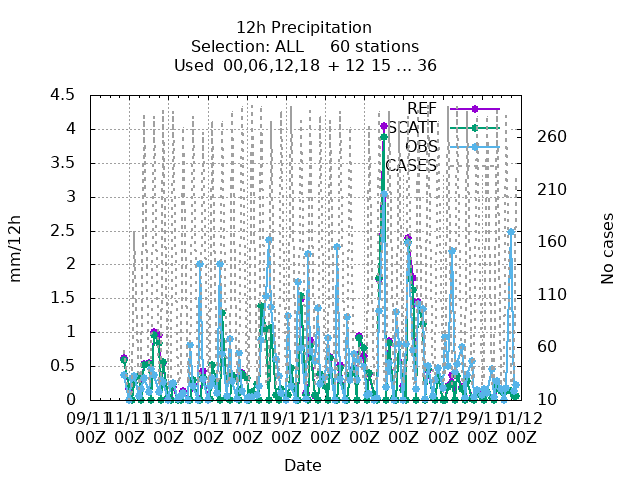 12h Precipitation
Selection: ALL 60 stations
Used 00,06,12,18 + 12 15 ... 36
REF
SCATT
OBS
CASES
mm/12h
4.5
4
3.5
3
2.5
2
1.5
1
0.5
0
No cases
260
210
160
110
60
10
09/11 11/11 13/11 15/11 17/11 19/11 21/11 23/11 25/11 27/11 29/11 01/12
00Z 00Z 00Z 00Z 00Z 00Z 00Z 00Z 00Z 00Z 00Z 00Z
Date